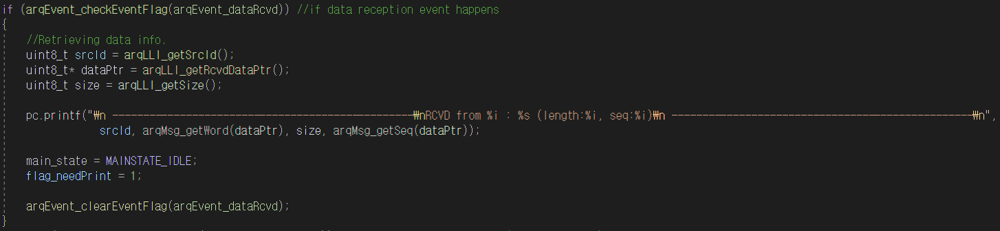 if (arqEvent_checkEventFlag(arqEvent_dataRcvd)) //if data reception event happens
{
//Retrieving data info.
uint8_t srcId = arqLLI_getSrcId();
uint8_t* dataPtr = arqLLI_getRcvdDataPtr();
uint8_t size = arqLLI_getSize();
pc.printf("₩n -------------------------------------------------₩nRCVD from %i : %s (length:%i, seq:%i)₩n -------------------------------------------------₩n",
srcId, arqMsg_getWord(dataPtr), size, arqMsg_getSeq(dataPtr));
main_state = MAINSTATE_IDLE;
flag_needPrint = 1;
arqEvent_clearEventFlag(arqEvent_dataRcvd);
}